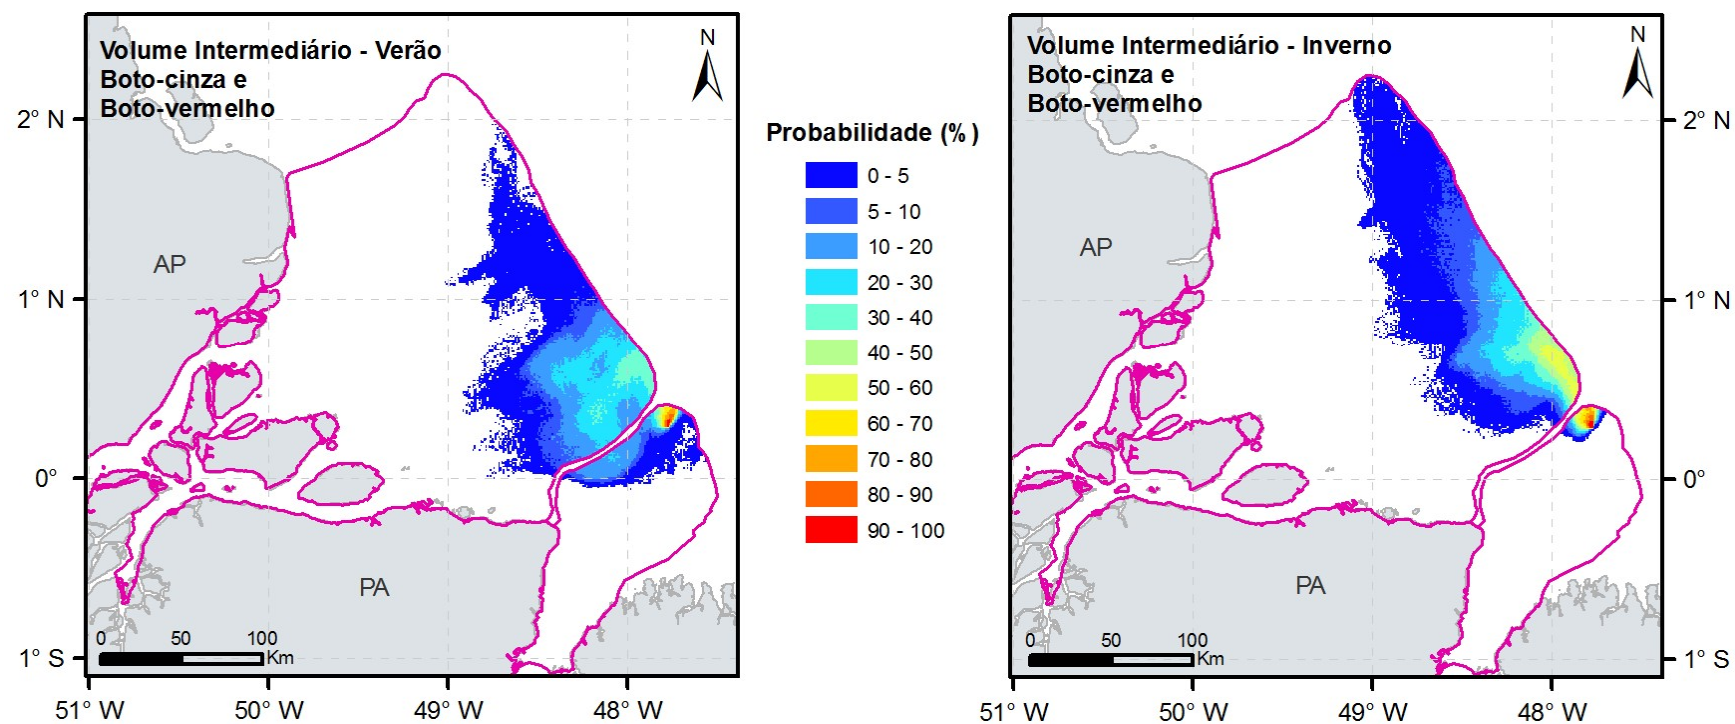 Volume Intermediário - Verão
Boto-cinza e
Boto-vermelho
N
2° N
1° N
0°
1° S
AP
PA
0 50 100
Km
51° W 50° W 49° W 48° W
Probabilidade (%)
0 - 5
5 - 10
10 - 20
20 - 30
30 - 40
40 - 50
50 - 60
60 - 70
70 - 80
80 - 90
90 - 100
Volume Intermediário - Inverno
Boto-cinza e
Boto-vermelho
N
2° N
1° N
0°
1° S
AP
PA
0 50 100
Km
51° W 50° W 49° W 48° W